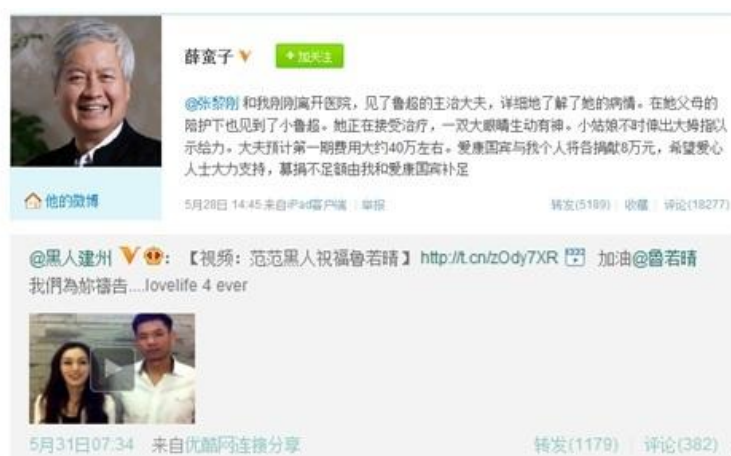 薛蛮子
+加关注
@张黎刚 和我刚刚离开医院，见了鲁超的主治大夫，详细地了解了她的病情。在她父母的
陪护下也见到了小鲁超。她正在接受治疗，一双大眼睛生动有神。小姑娘不时伸出大拇指以
示给力。大夫预计第一期费用大约40万左右。爱康国宾与我个人将各捐献8万元，希望爱心
人士大力支持，募捐不足额由我和爱康国宾补足
他的微博
5月28日 14:45 来自iPad客户端 | 举报
转发(5189) | 收藏 | 评论(18277)
@黑人建州 : 【视频：范范黑人祝福鲁若晴】http://t.cn/zOdy7XR 加油@鲁若晴
我們為妳禱告....lovelife 4 ever
5月31日07:34 来自优酷网连接分享
转发(1179) | 评论(382)